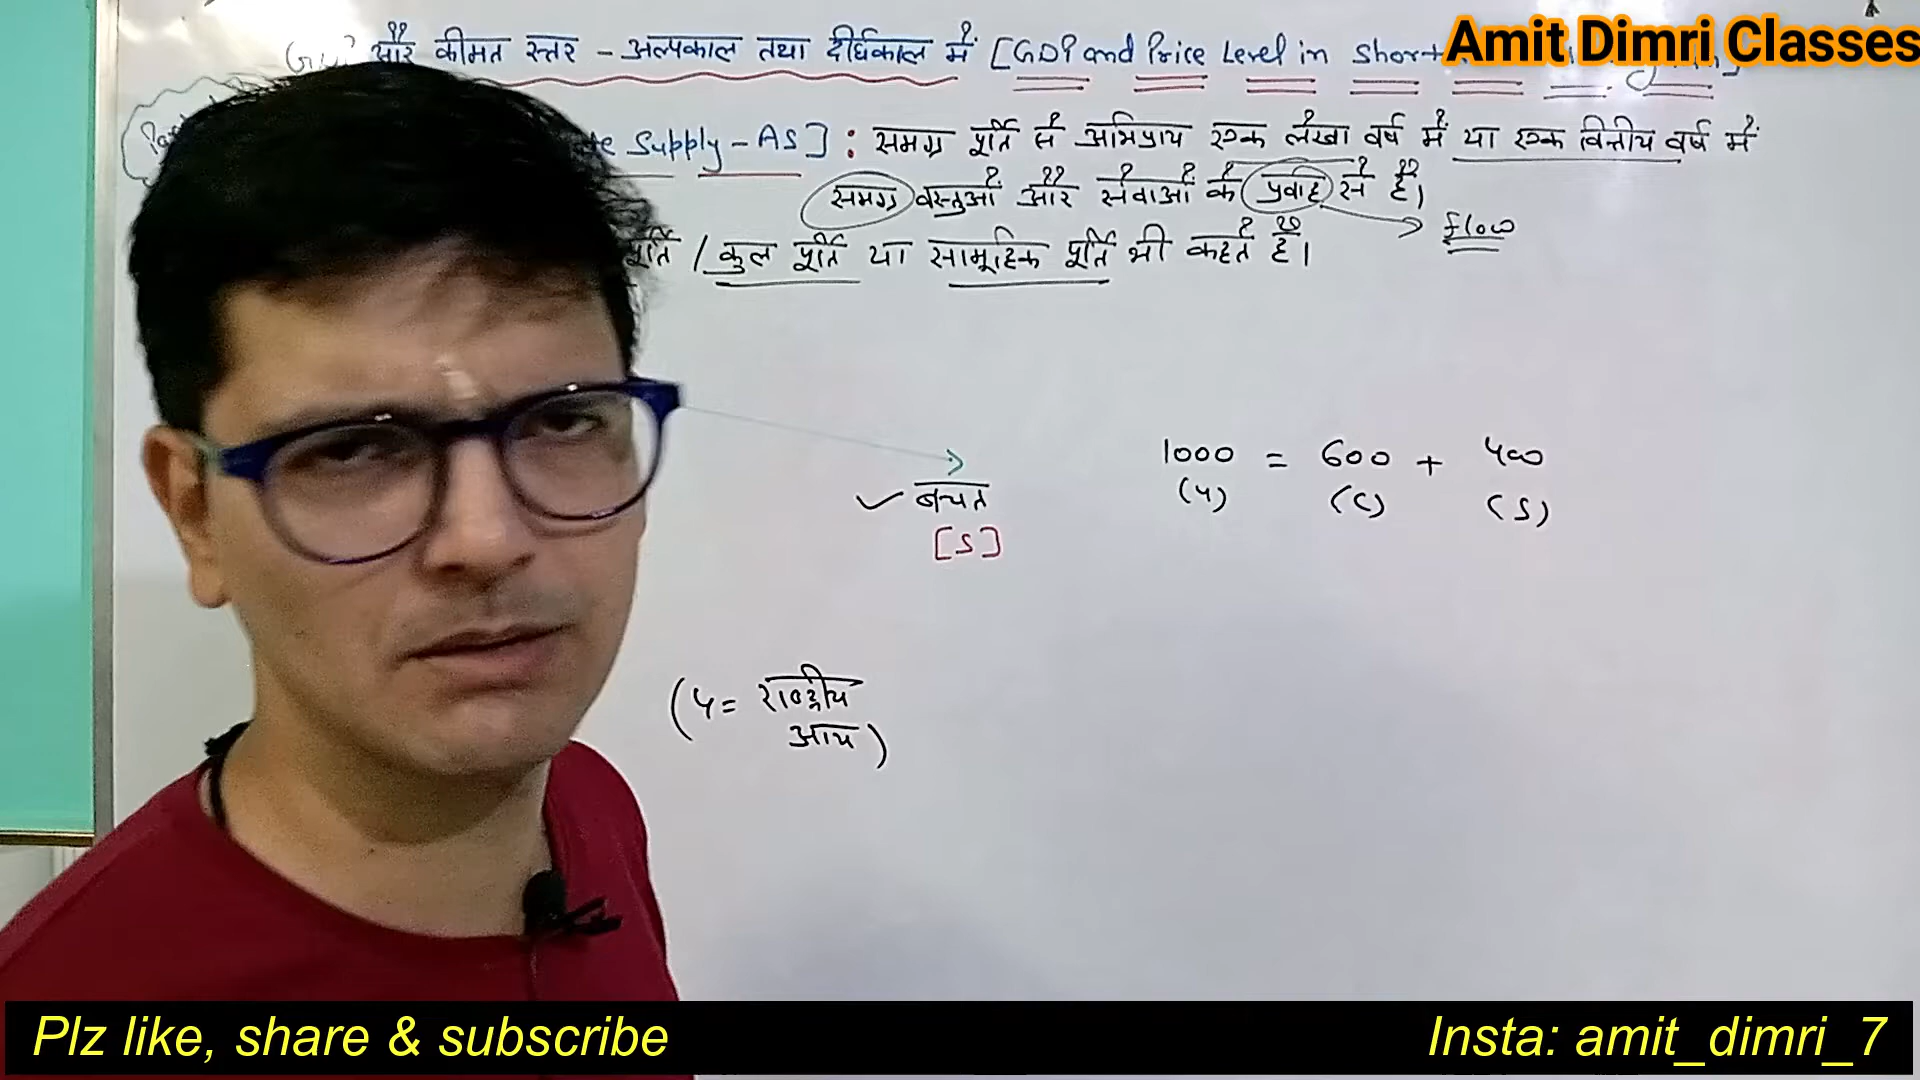 और कीमत स्तर - अल्पकाल तथा दीर्घकाल में [GDP and Price Level in Short
Amit Dimri Classes
Supply - AS] : समग्र पूर्ति से अभिप्राय एक लेखा वर्ष में या एक वित्तीय वर्ष में
समग्र वस्तुओं और सेवाओं के प्रवाह से है।
flow
पूर्ति / कुल पूर्ति या सामूहिक पूर्ति भी कहते हैं।
1000 = 600 + 400
(Y) (C) (S)
बचत
[S]
(Y = राष्ट्रीय
आय)
Plz like, share & subscribe
Insta: amit_dimri_7